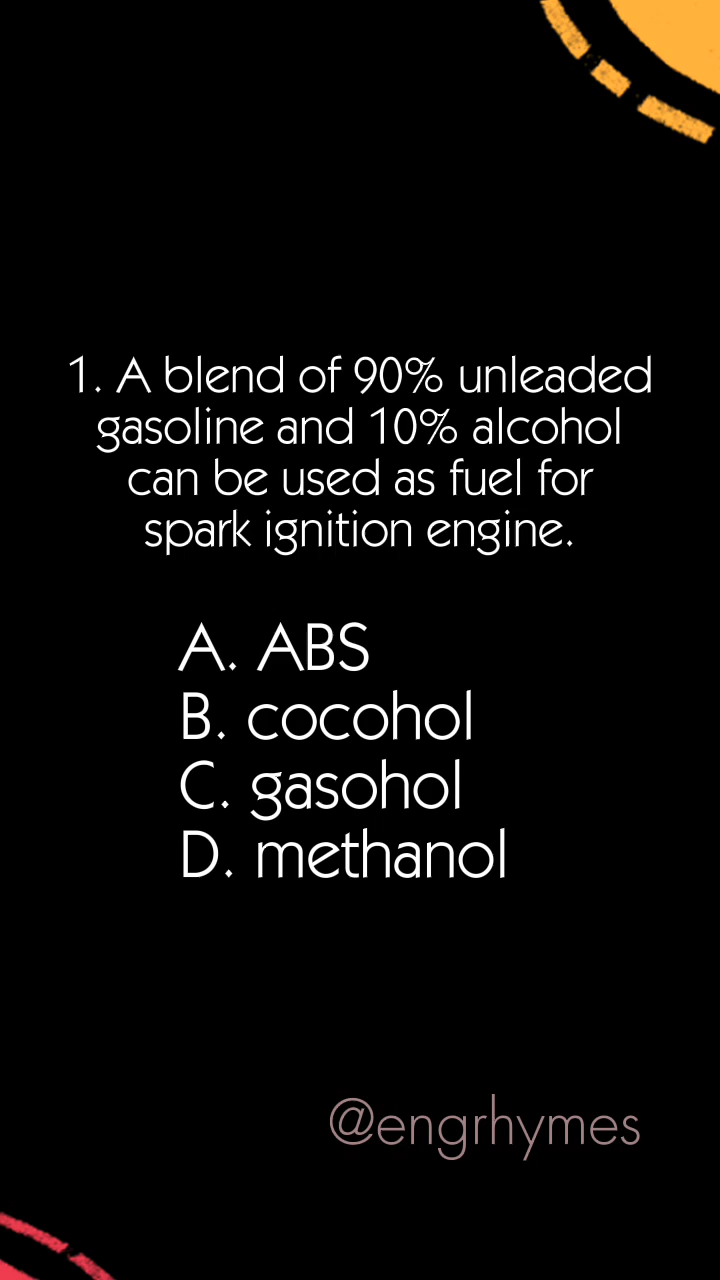 1. A blend of 90% unleaded
gasoline and 10% alcohol
can be used as fuel for
spark ignition engine.
A. ABS
B. cocohol
C. gasohol
D. methanol
@engrhymes